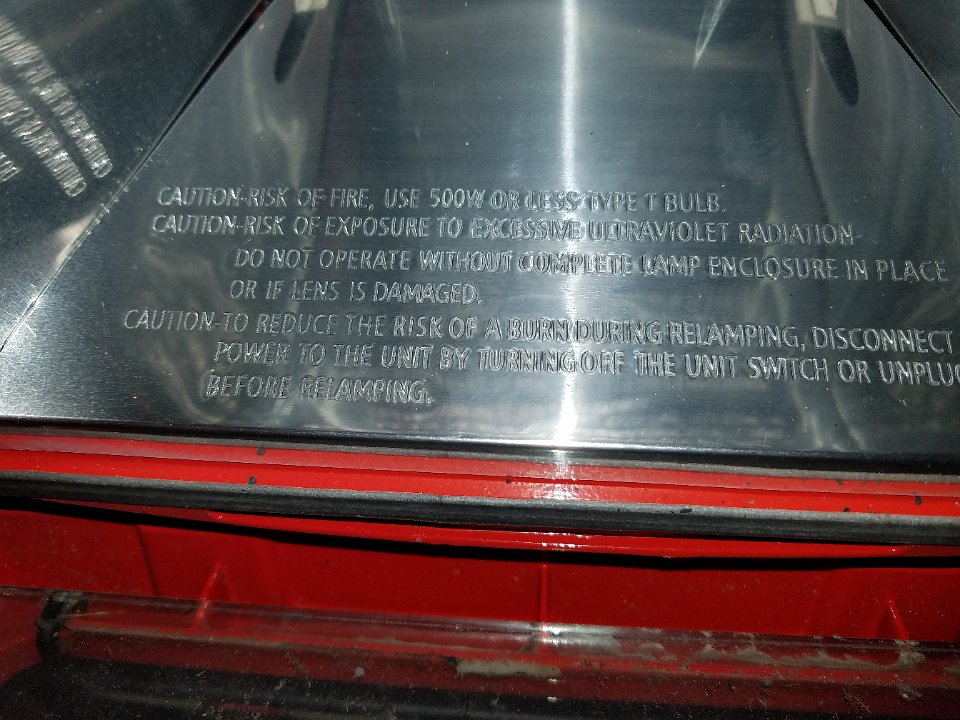 CAUTION-RISK OF FIRE, USE 500W OR LESS TYPE T BULB.
CAUTION-RISK OF EXPOSURE TO EXCESSIVE ULTRAVIOLET RADIATION-
DO NOT OPERATE WITHOUT COMPLETE LAMP ENCLOSURE IN PLACE
OR IF LENS IS DAMAGED.
CAUTION-TO REDUCE THE RISK OF A BURN DURING RELAMPING, DISCONNECT
POWER TO THE UNIT BY TURNING OFF THE UNIT SWITCH OR UNPLUG
BEFORE RELAMPING.